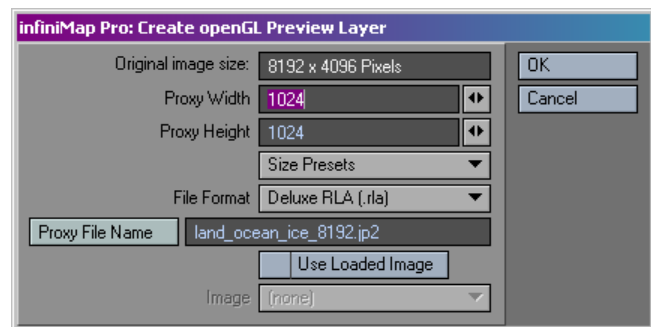 infiniMap Pro: Create openGL Preview Layer
Original image size: 8192 x 4096 Pixels OK
Proxy Width 1024 Cancel
Proxy Height 1024
Size Presets
File Format Deluxe RLA (.rla)
Proxy File Name land_ocean_ice_8192.jp2
Use Loaded Image
Image (none)